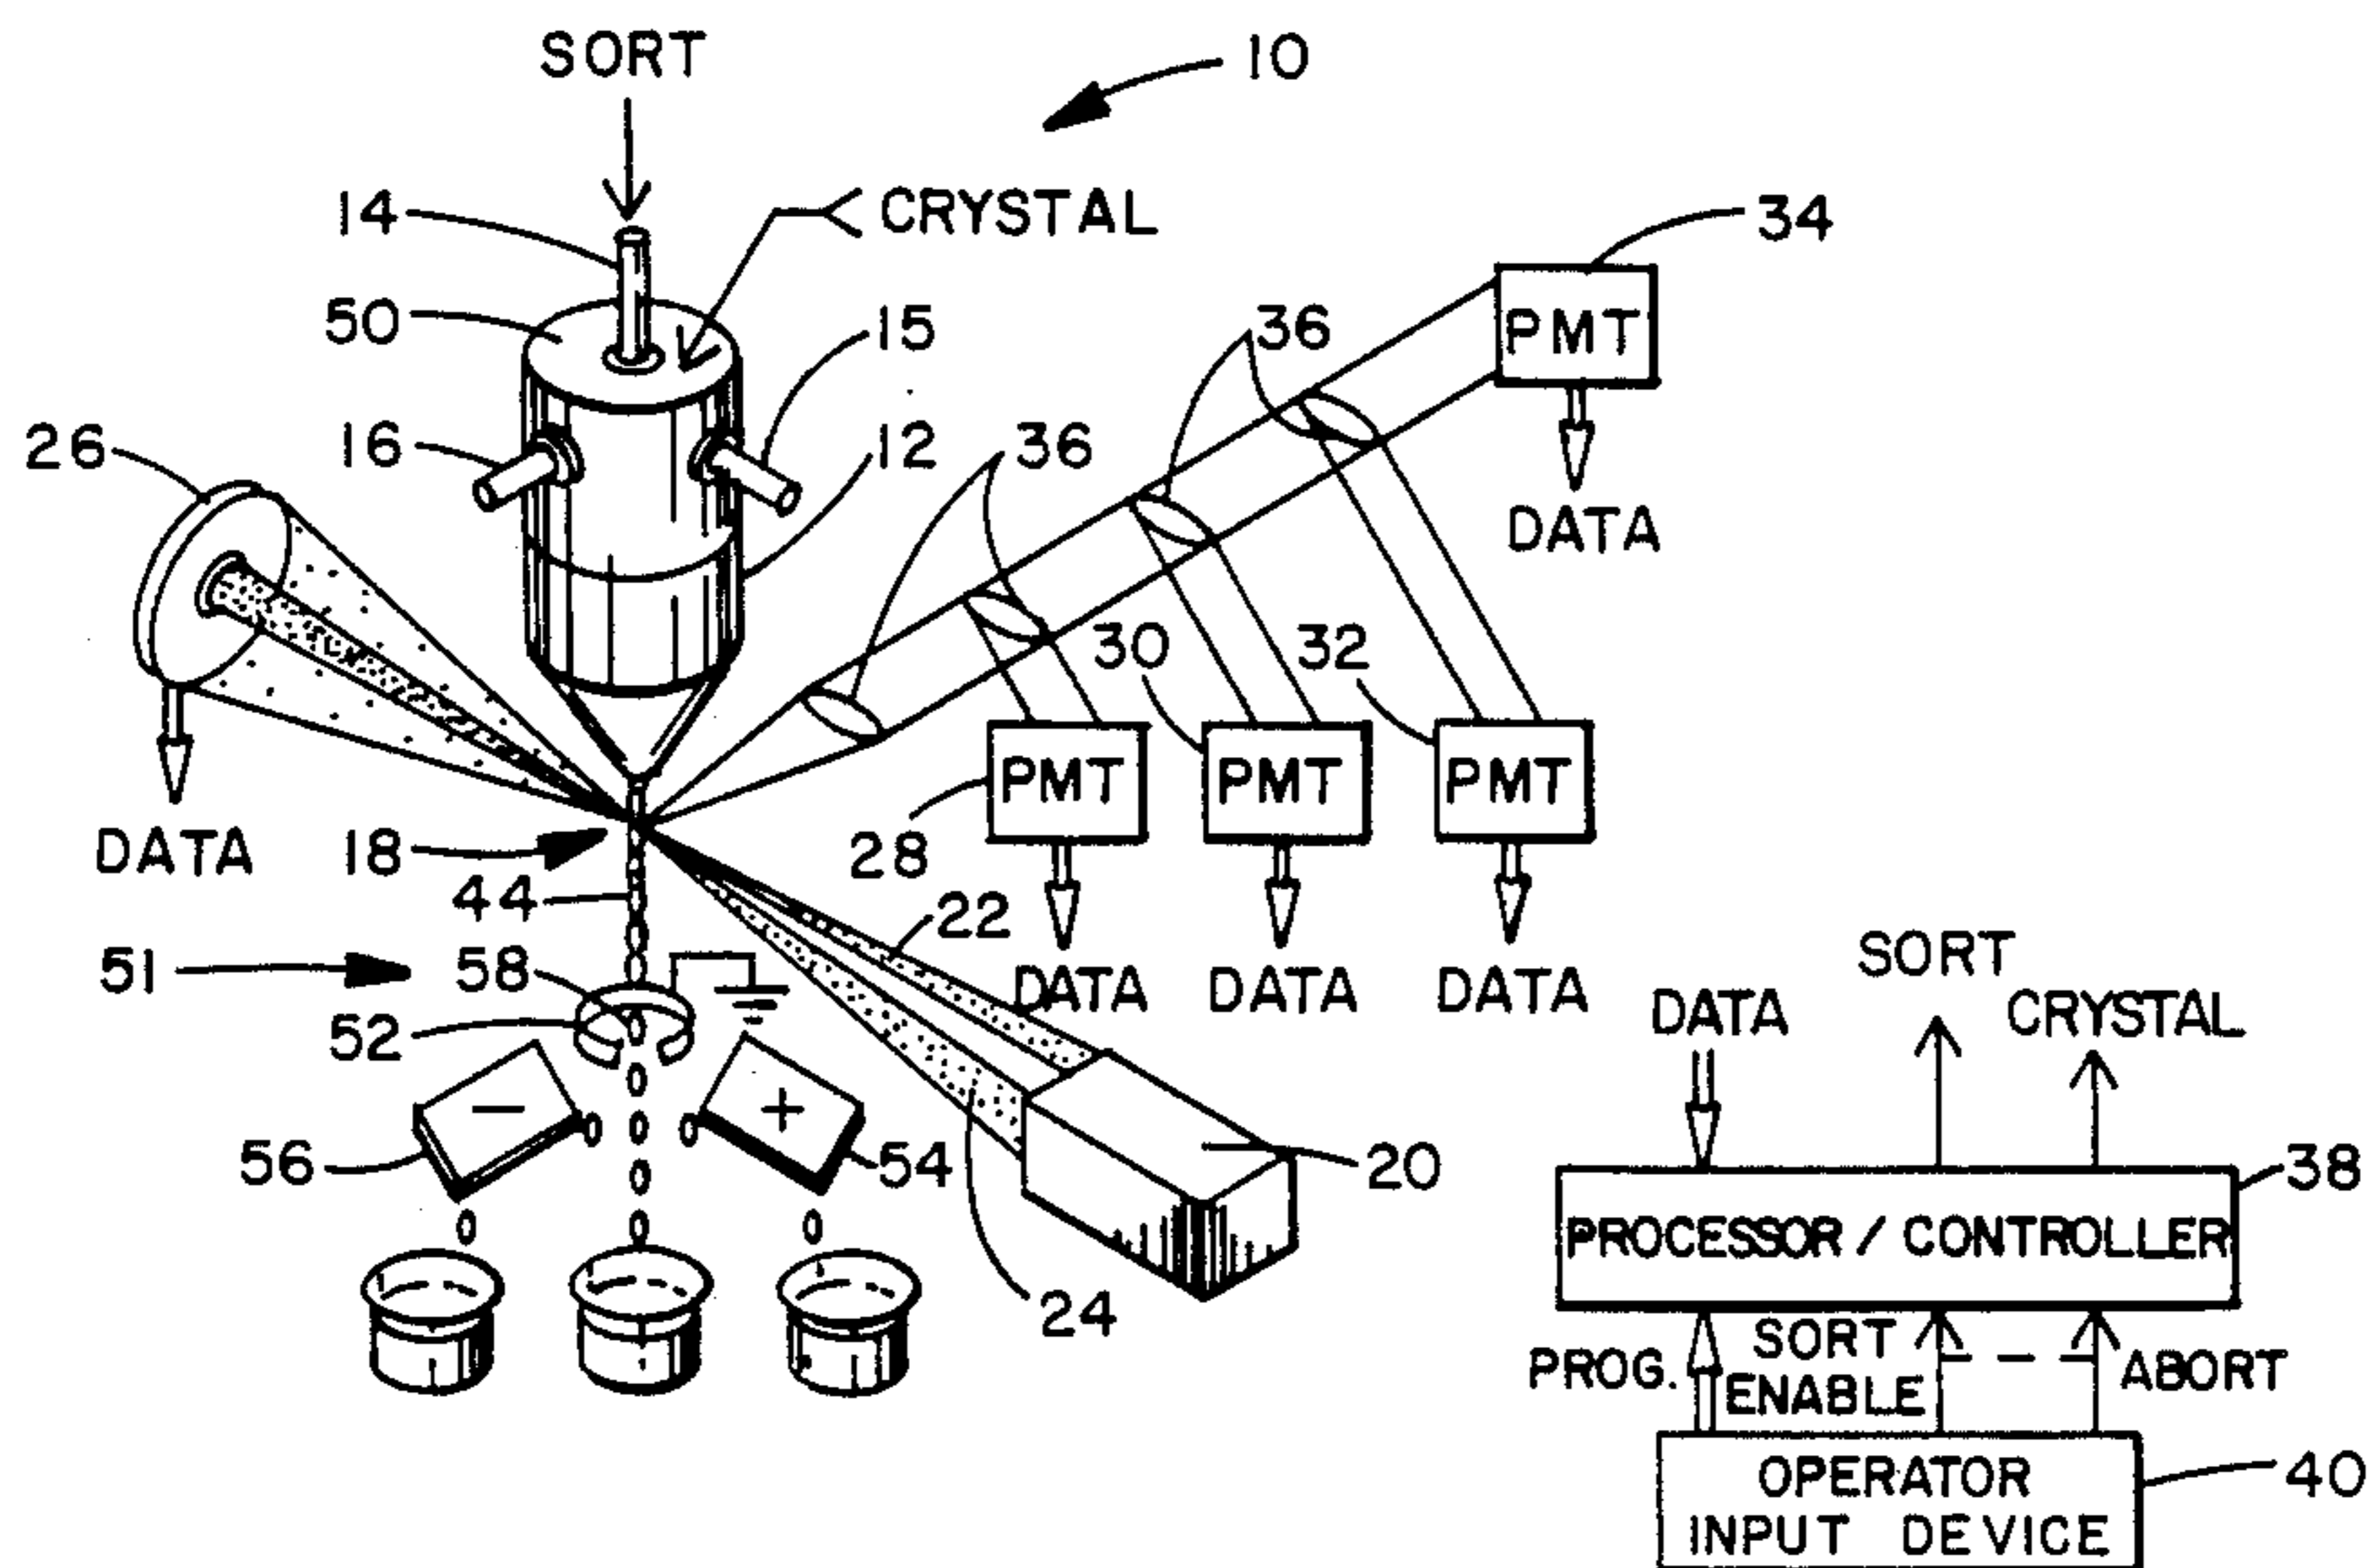 SORT
10
14
CRYSTAL
34
50
15
36
PMT
26
16
12
36
DATA
30
32
PMT
PMT
PMT
DATA
18
28
44
22
SORT
51
58
DATA
DATA
DATA
DATA
CRYSTAL
52
−
+
56
54
20
38
PROCESSOR / CONTROLLER
24
PROG.
SORT
ENABLE
ABORT
OPERATOR
INPUT DEVICE
40